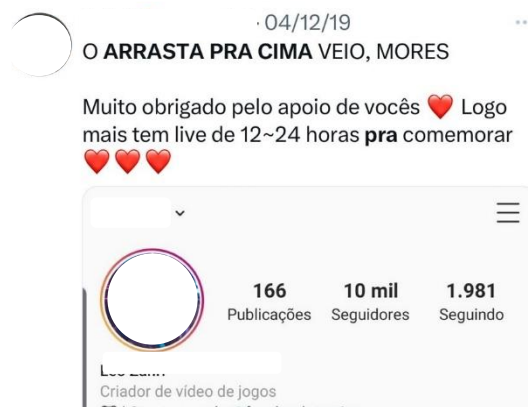 · 04/12/19
O ARRASTA PRA CIMA VEIO, MORES
Muito obrigado pelo apoio de vocês ❤️ Logo
mais tem live de 12~24 horas pra comemorar
❤️❤️❤️
166 10 mil 1.981
Publicações Seguidores Seguindo
Criador de vídeo de jogos